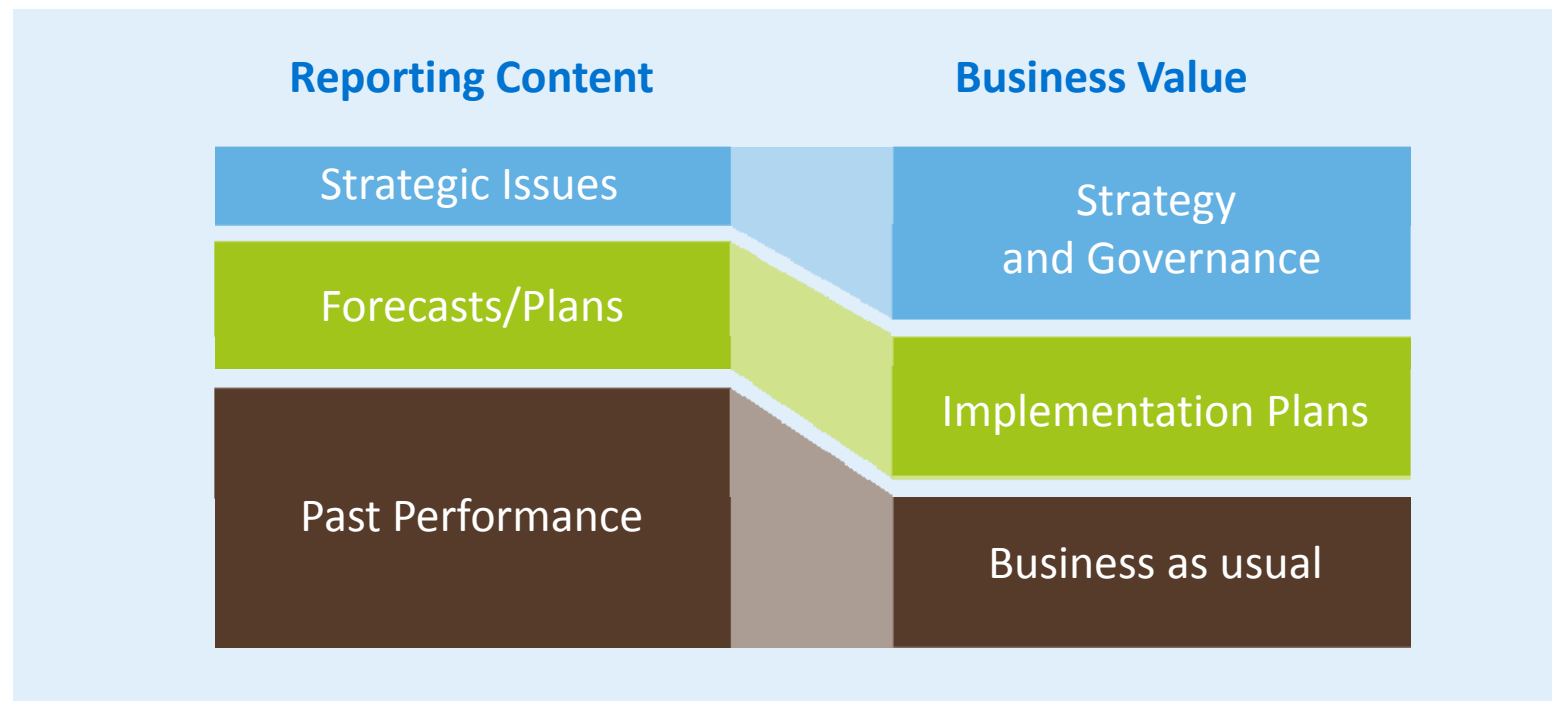 Reporting Content
Business Value
Strategic Issues
Strategy
and Governance
Forecasts/Plans
Implementation Plans
Past Performance
Business as usual